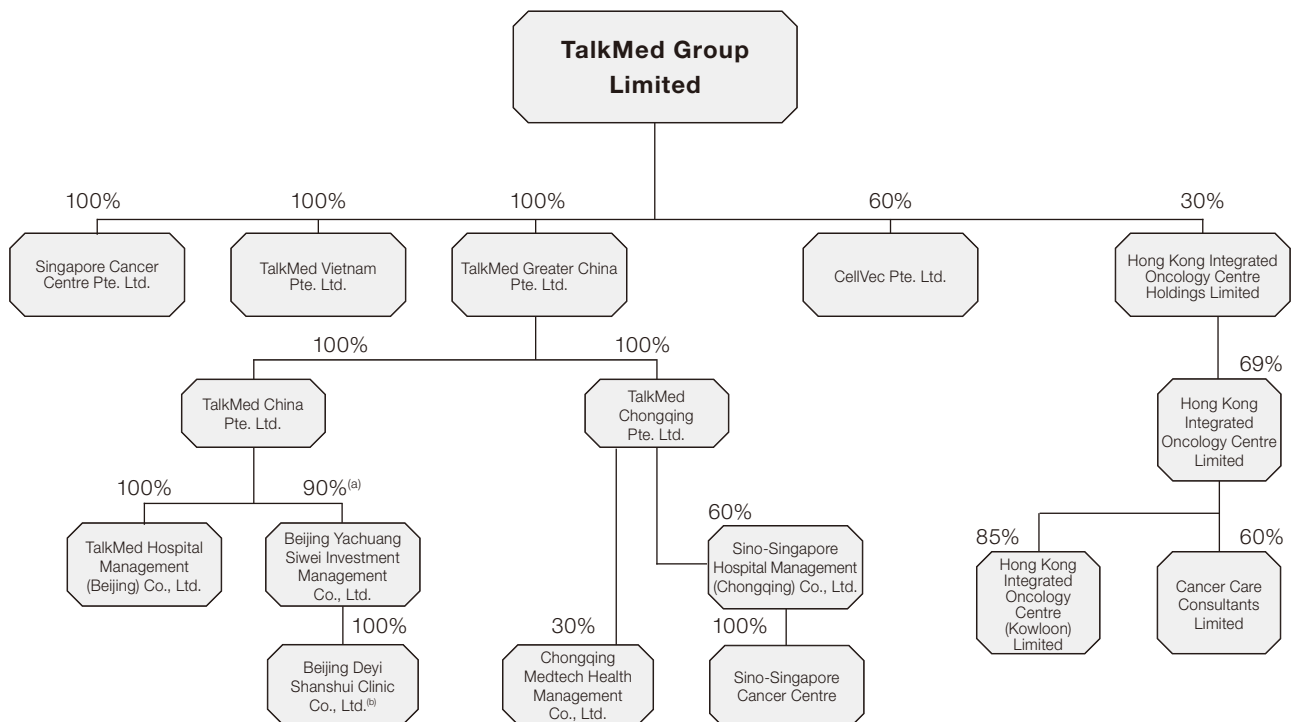 TalkMed Group
Limited
100%
100%
100%
60%
30%
Singapore Cancer
Centre Pte. Ltd.
TalkMed Vietnam
Pte. Ltd.
TalkMed Greater China
Pte. Ltd.
CellVec Pte. Ltd.
Hong Kong Integrated
Oncology Centre
Holdings Limited
100%
100%
69%
TalkMed China
Pte. Ltd.
TalkMed
Chongqing
Pte. Ltd.
Hong Kong
Integrated
Oncology Centre
Limited
100%
90%(a)
60%
85%
60%
TalkMed Hospital
Management
(Beijing) Co., Ltd.
Beijing Yachuang
Siwei Investment
Management
Co., Ltd.
Sino-Singapore
Hospital Management
(Chongqing) Co., Ltd.
Hong Kong
Integrated
Oncology
Centre
(Kowloon)
Limited
Cancer Care
Consultants
Limited
100%
30%
100%
Beijing Deyi
Shanshui Clinic
Co., Ltd.(b)
Chongqing
Medtech Health
Management
Co., Ltd.
Sino-Singapore
Cancer Centre